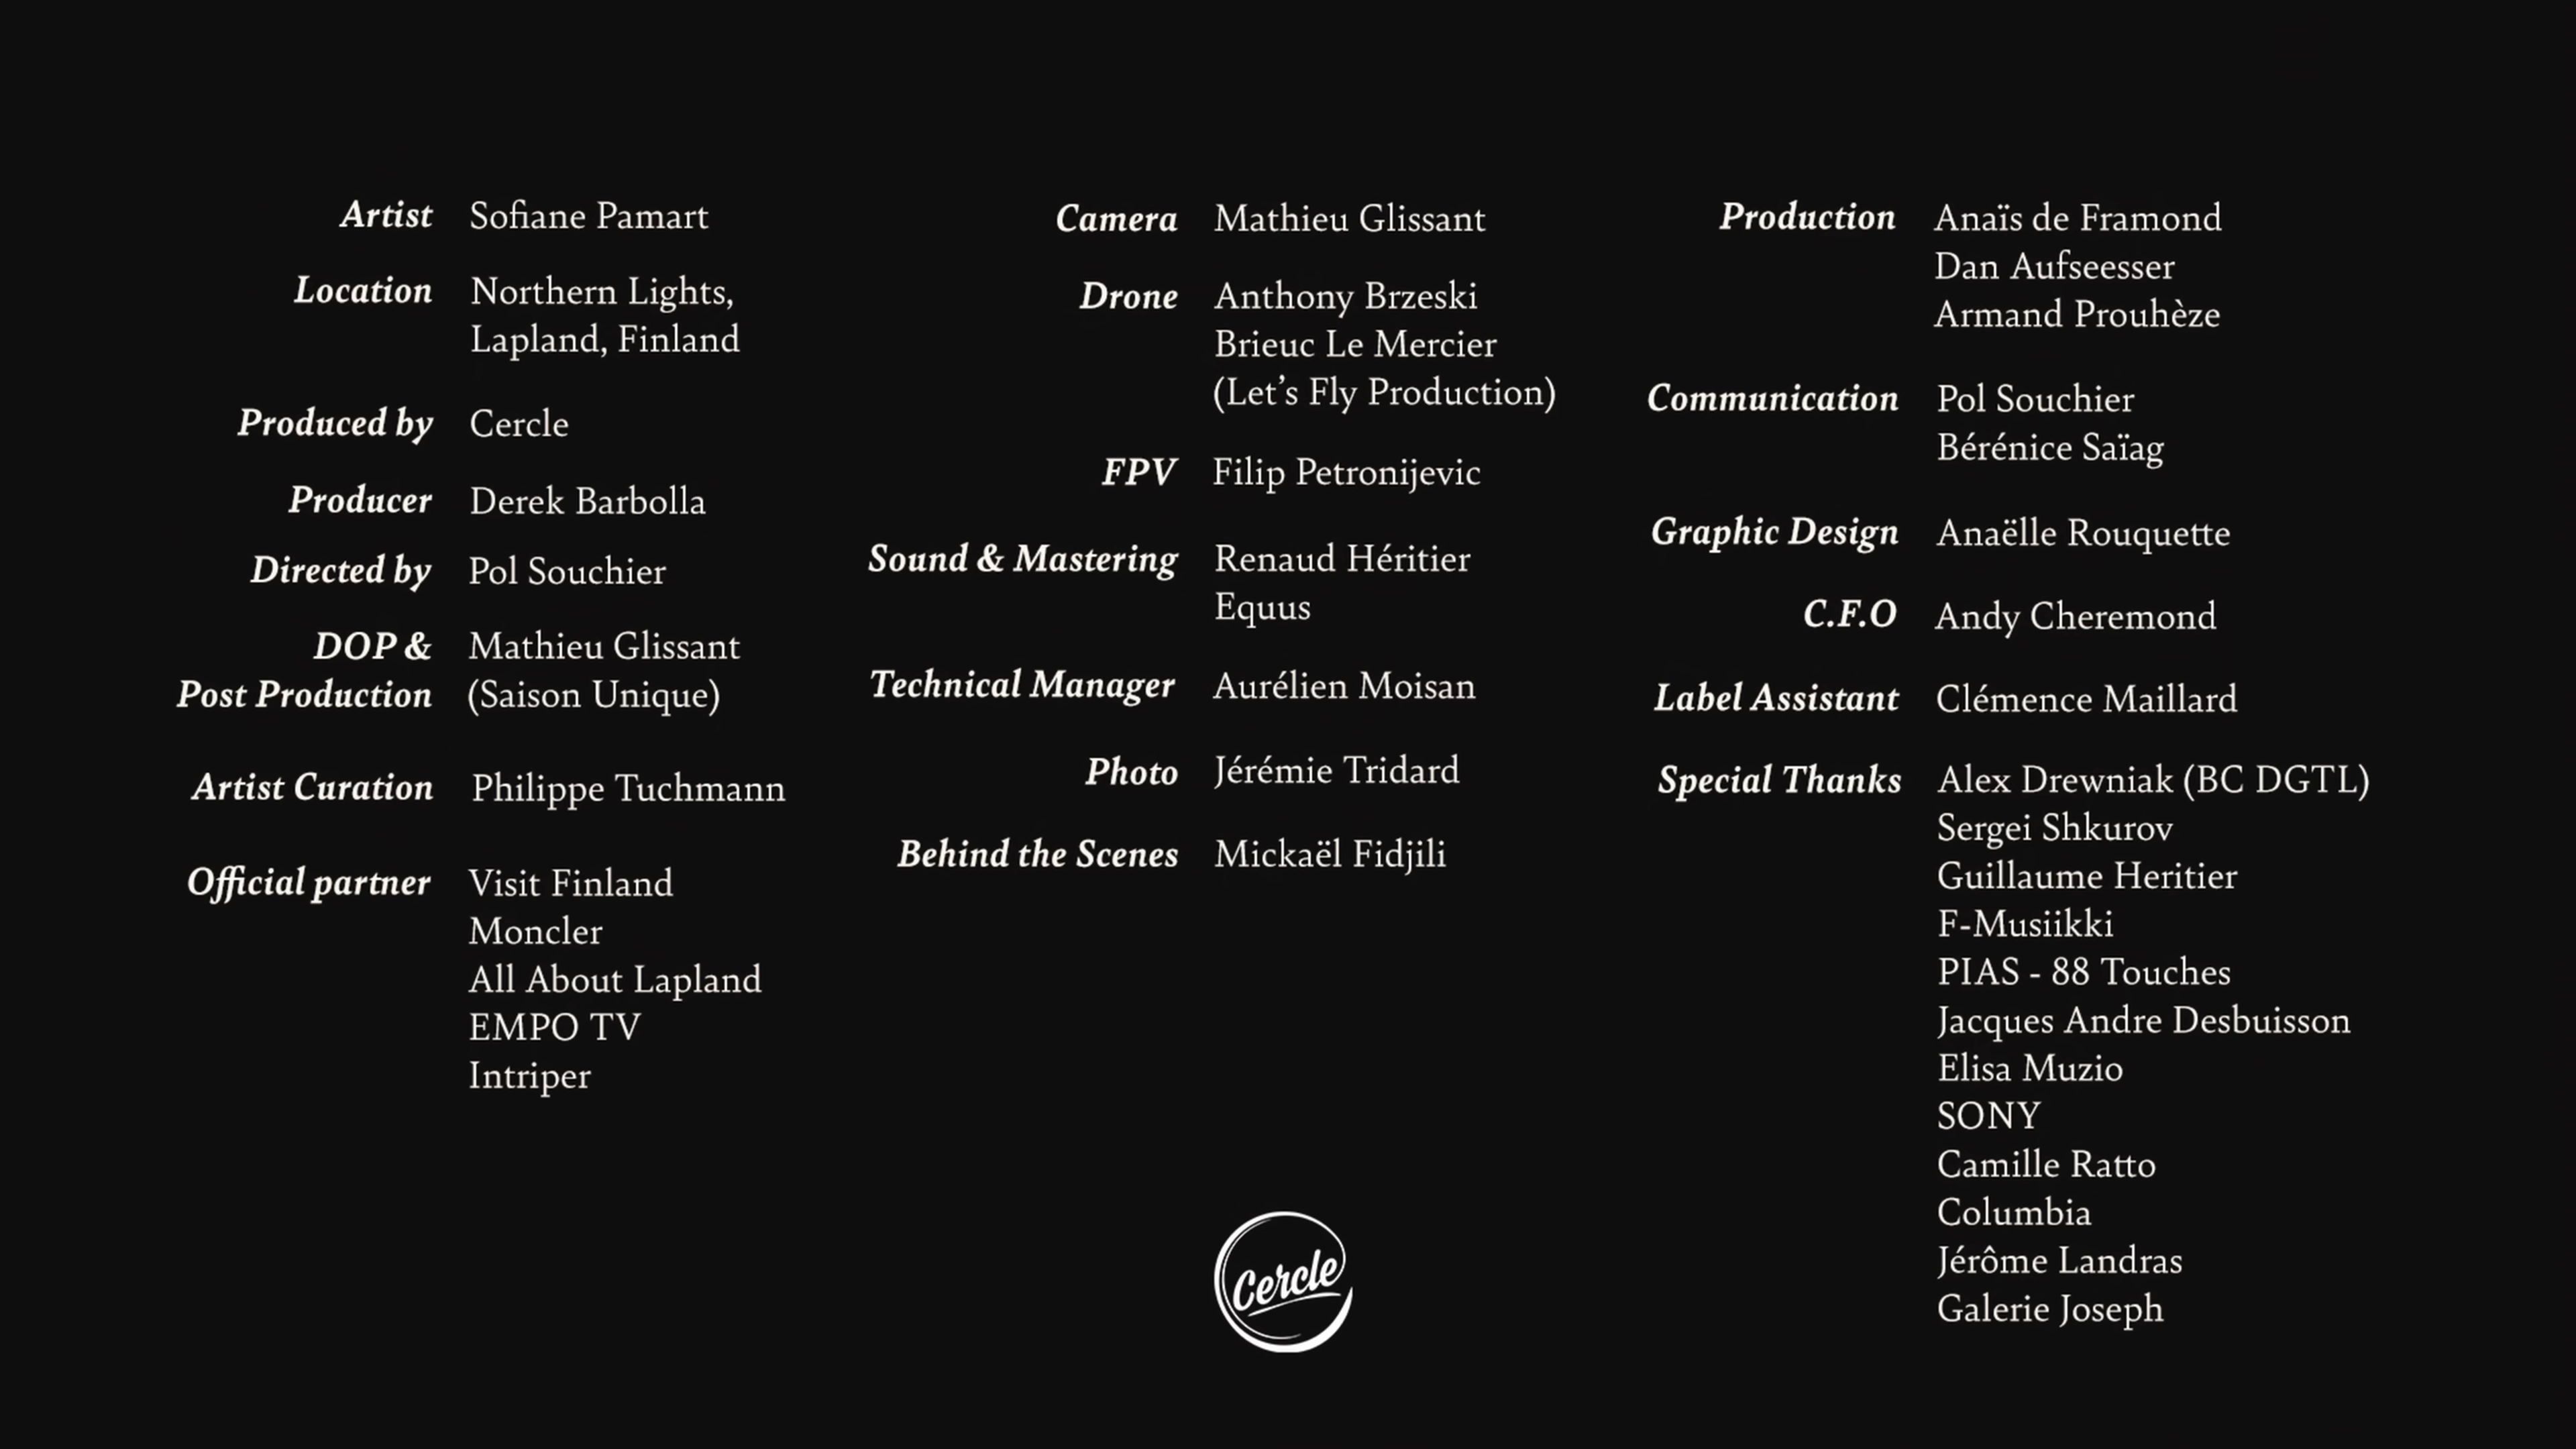 Artist Sofiane Pamart
Location Northern Lights,
Lapland, Finland
Produced by Cercle
Producer Derek Barbolla
Directed by Pol Souchier
DOP & Mathieu Glissant
Post Production (Saison Unique)
Artist Curation Philippe Tuchmann
Official partner Visit Finland
Moncler
All About Lapland
EMPO TV
Intriper
Camera Mathieu Glissant
Drone Anthony Brzeski
Brieuc Le Mercier
(Let’s Fly Production)
FPV Filip Petronijevic
Sound & Mastering Renaud Héritier
Equus
Technical Manager Aurélien Moisan
Photo Jérémie Tridard
Behind the Scenes Mickaël Fidjili
Cercle
Production Anaïs de Framond
Dan Aufseesser
Armand Prouhèze
Communication Pol Souchier
Bérénice Saïag
Graphic Design Anaëlle Rouquette
C.F.O Andy Cheremond
Label Assistant Clémence Maillard
Special Thanks Alex Drewniak (BC DGTL)
Sergei Shkurov
Guillaume Heritier
F-Musiikki
PIAS - 88 Touches
Jacques Andre Desbuisson
Elisa Muzio
SONY
Camille Ratto
Columbia
Jérôme Landras
Galerie Joseph